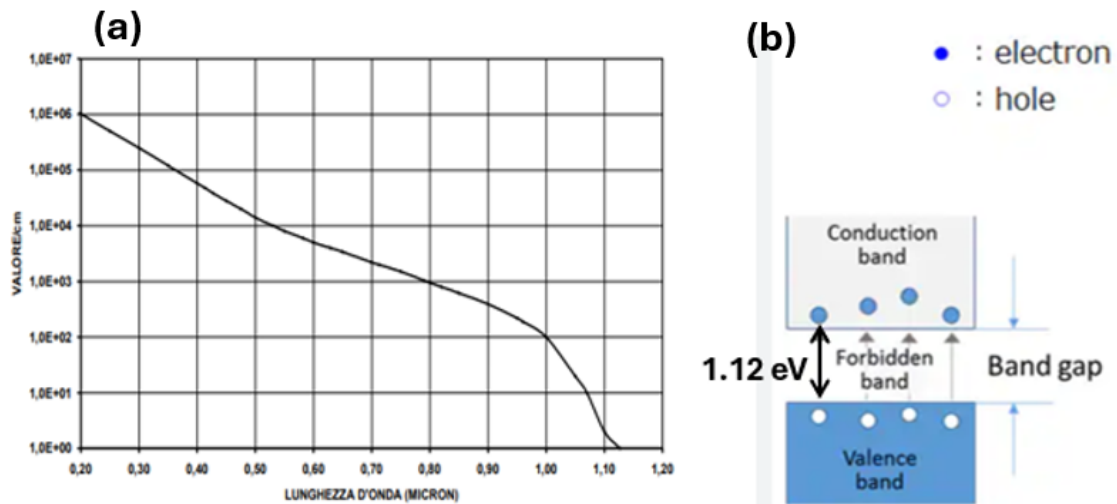 (a)
1,0E+07
1,0E+06
1,0E+05
1,0E+04
1,0E+03
1,0E+02
1,0E+01
1,0E+00
VALORE/cm
0,20 0,30 0,40 0,50 0,60 0,70 0,80 0,90 1,00 1,10 1,20
LUNGHEZZA D'ONDA (MICRON)
(b)
: electron
: hole
Conduction
band
1.12 eV
Forbidden
band
Band gap
Valence
band